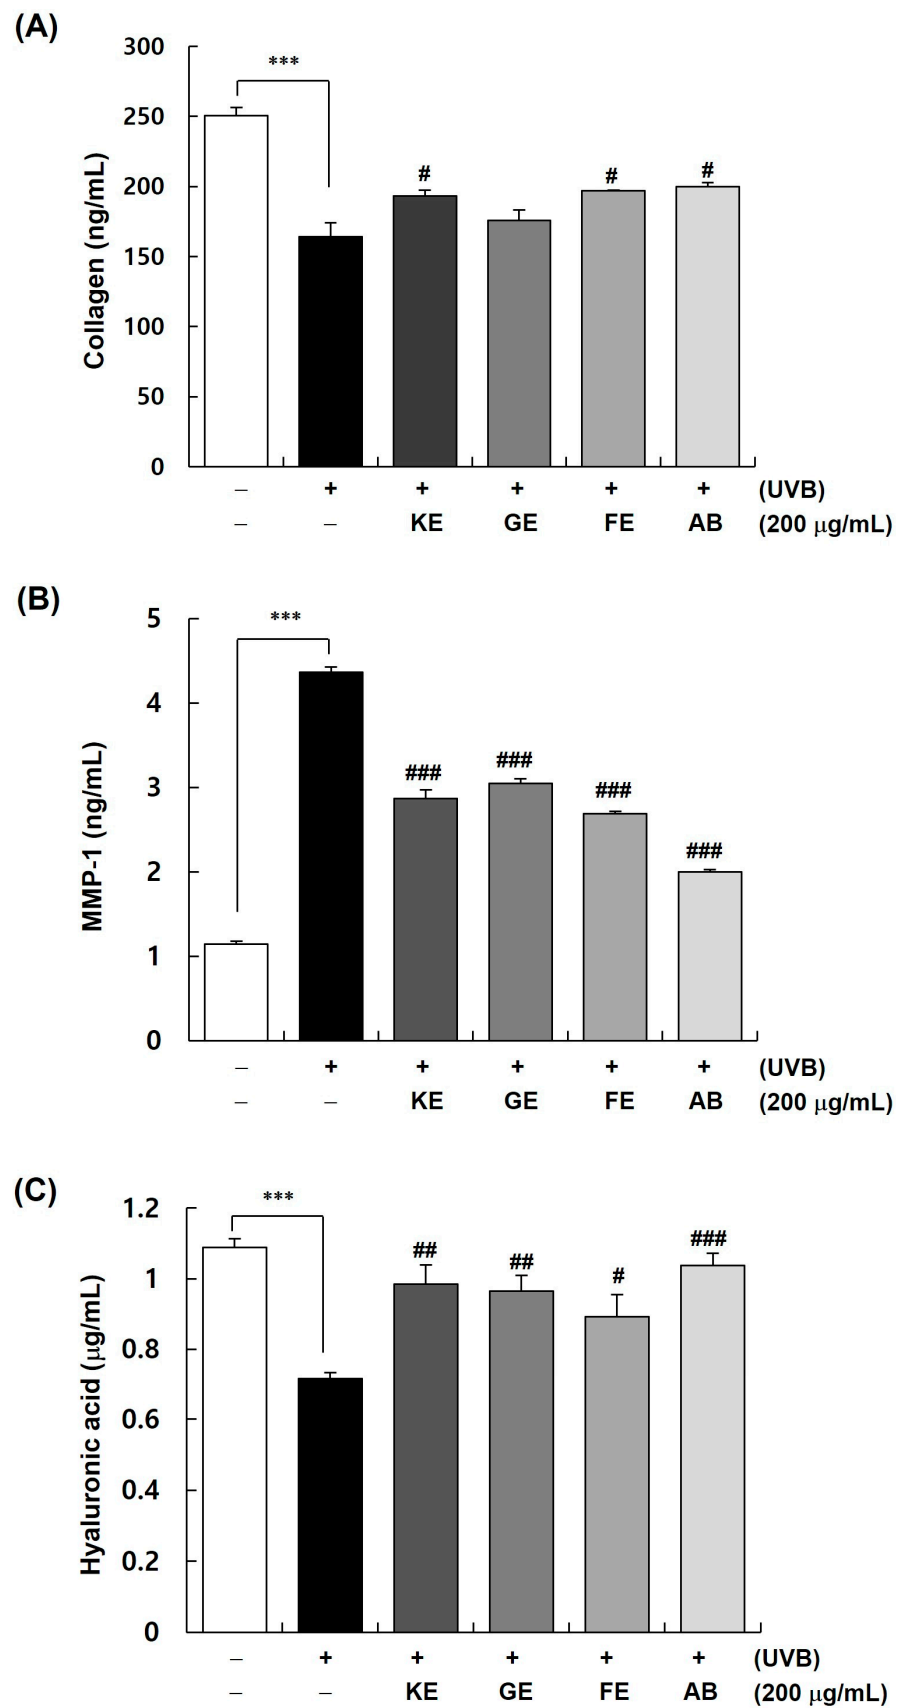 (A)
300
***
250
#
#
#
200
150
100
50
0
Collagen (ng/mL)
– + + + + + (UVB)
– – KE GE FE AB (200 μg/mL)
(B)
5
***
4
###
###
###
###
3
2
1
0
MMP-1 (ng/mL)
– + + + + + (UVB)
– – KE GE FE AB (200 μg/mL)
(C)
1.2
***
##
##
#
###
1
0.8
0.6
0.4
0.2
0
Hyaluronic acid (μg/mL)
– + + + + + (UVB)
– – KE GE FE AB (200 μg/mL)